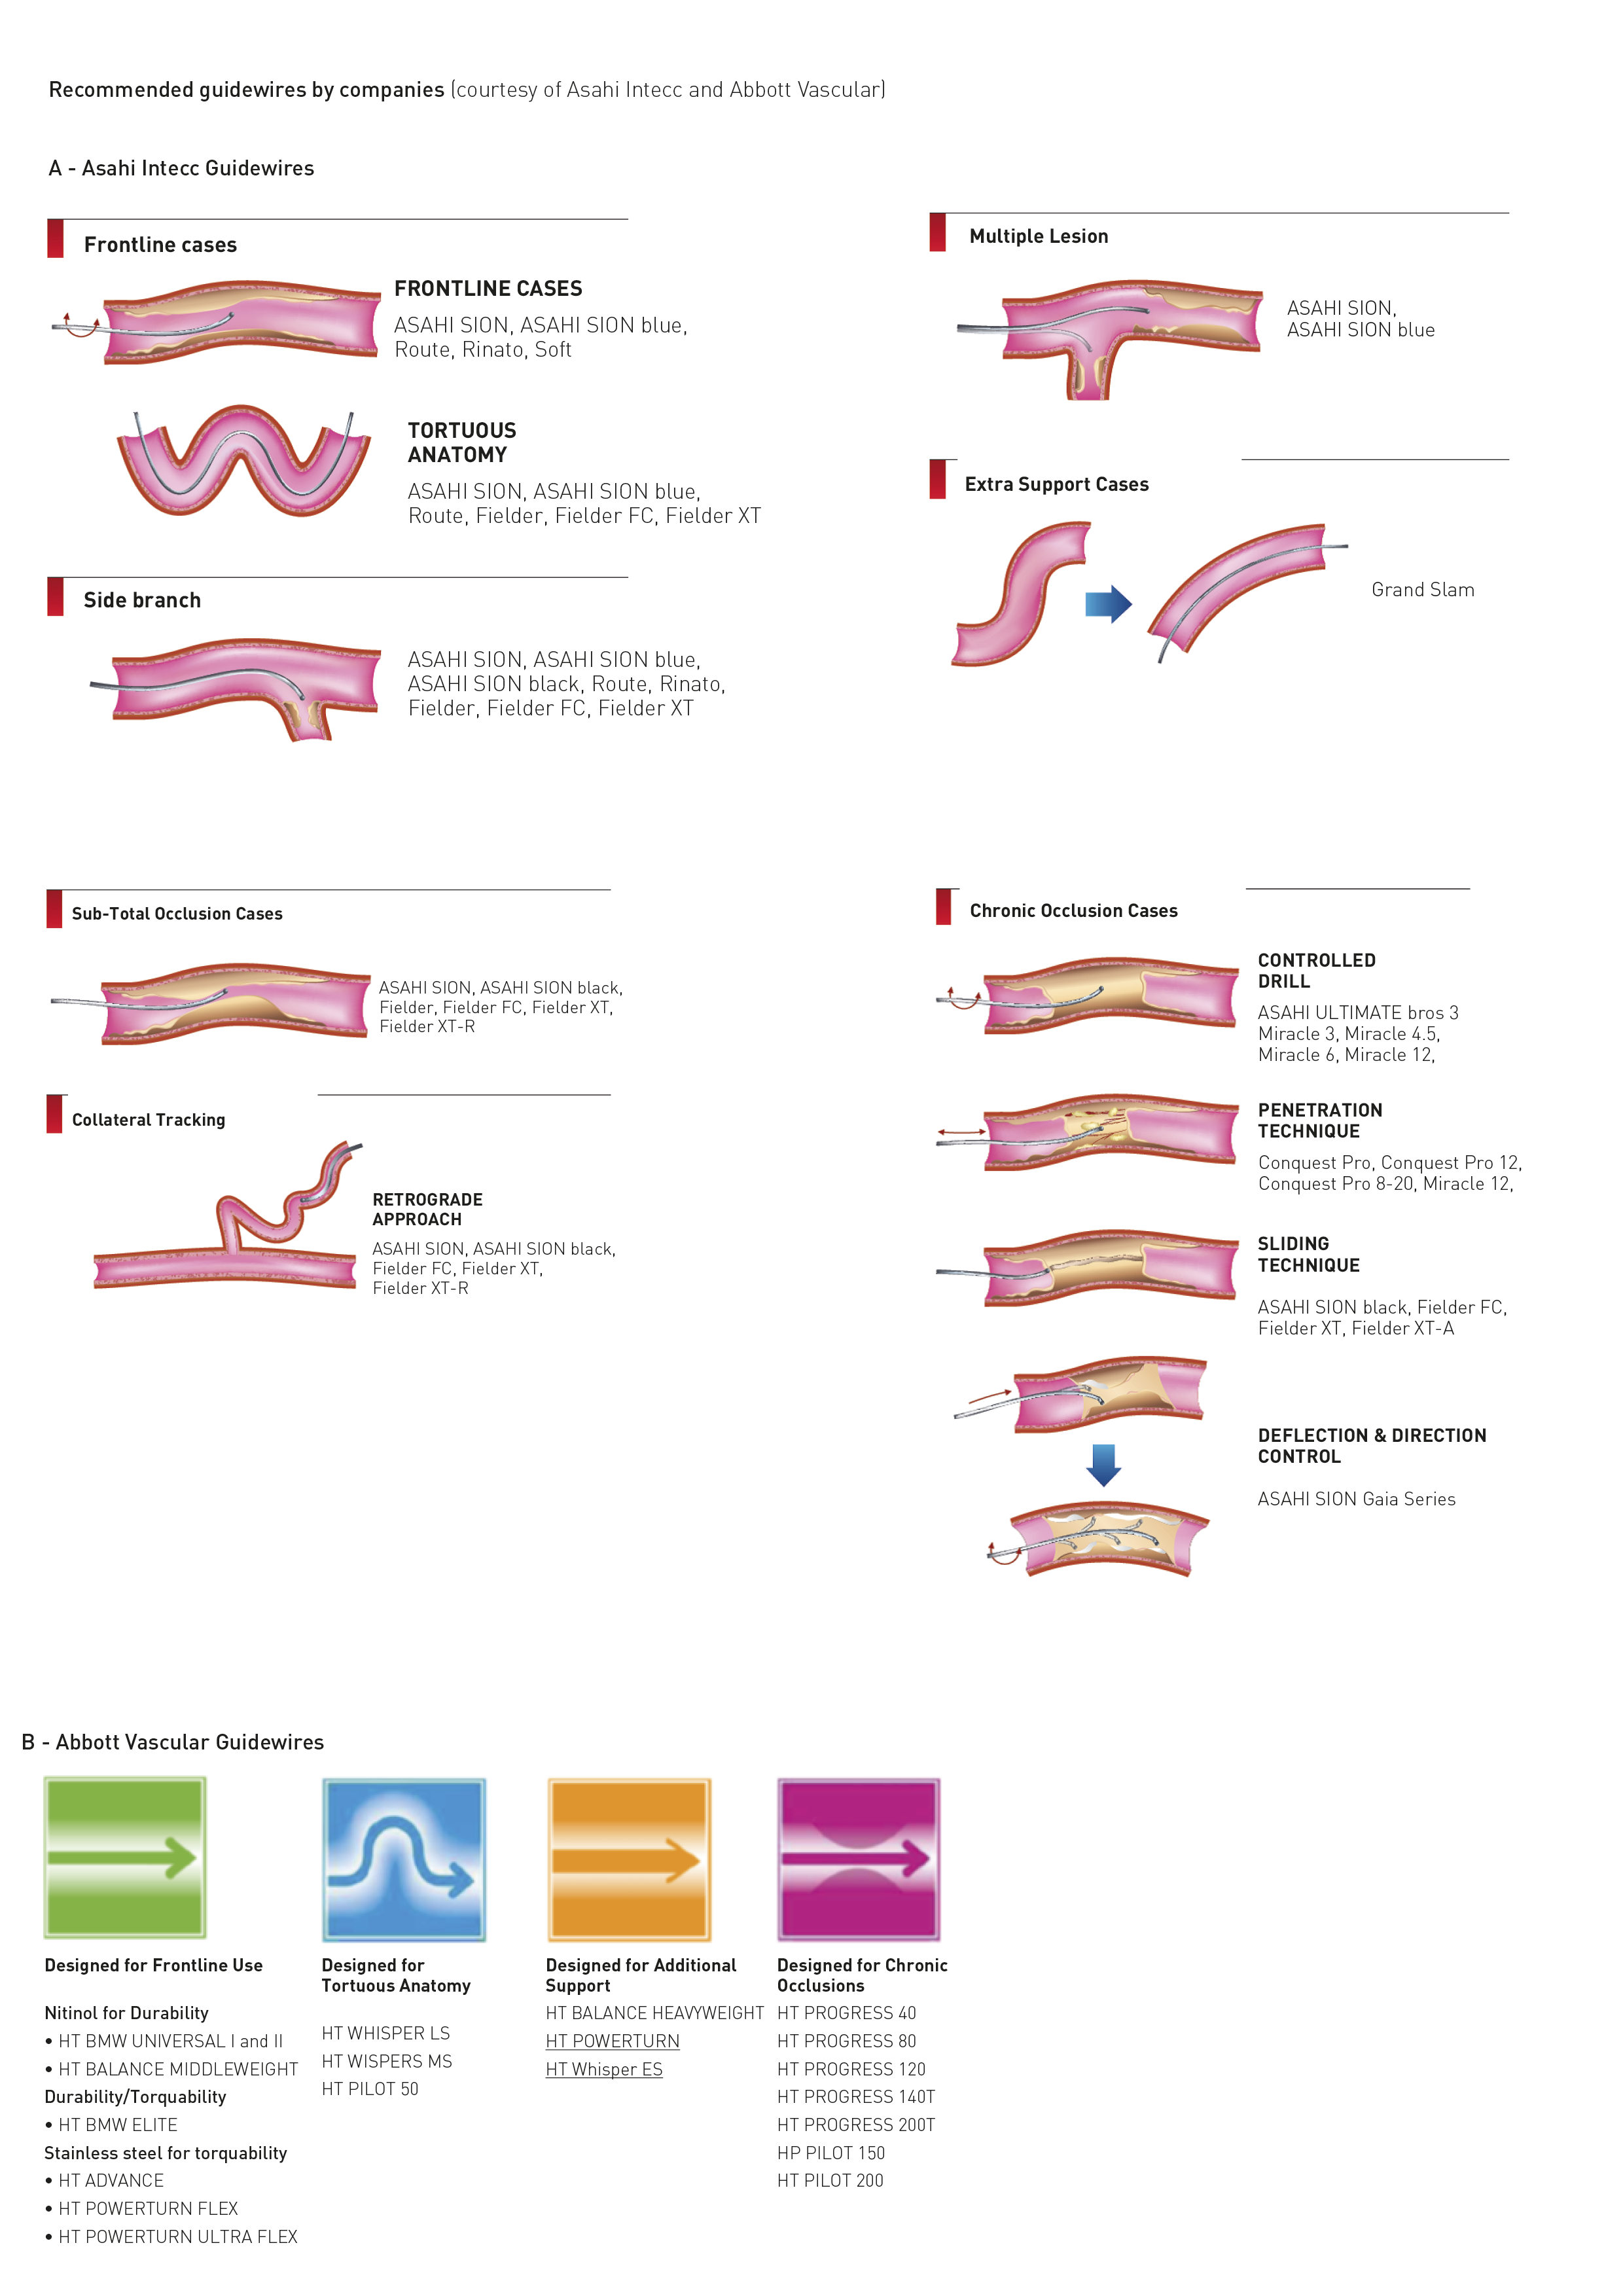 Recommended guidewires by companies (courtesy of Asahi Intecc and Abbott Vascular)
A - Asahi Intecc Guidewires
Frontline cases
FRONTLINE CASES
ASAHI SION, ASAHI SION blue,
Route, Rinato, Soft
TORTUOUS
ANATOMY
ASAHI SION, ASAHI SION blue,
Route, Fielder, Fielder FC, Fielder XT
Side branch
ASAHI SION, ASAHI SION blue,
ASAHI SION black, Route, Rinato,
Fielder, Fielder FC, Fielder XT
Multiple Lesion
ASAHI SION,
ASAHI SION blue
Extra Support Cases
Grand Slam
Sub-Total Occlusion Cases
ASAHI SION, ASAHI SION black,
Fielder, Fielder FC, Fielder XT,
Fielder XT-R
Collateral Tracking
RETROGRADE
APPROACH
ASAHI SION, ASAHI SION black,
Fielder FC, Fielder XT,
Fielder XT-R
Chronic Occlusion Cases
CONTROLLED
DRILL
ASAHI ULTIMATE bros 3
Miracle 3, Miracle 4.5,
Miracle 6, Miracle 12,
PENETRATION
TECHNIQUE
Conquest Pro, Conquest Pro 12,
Conquest Pro 8-20, Miracle 12,
SLIDING
TECHNIQUE
ASAHI SION black, Fielder FC,
Fielder XT, Fielder XT-A
DEFLECTION & DIRECTION
CONTROL
ASAHI SION Gaia Series
B - Abbott Vascular Guidewires
Designed for Frontline Use
Nitinol for Durability
• HT BMW UNIVERSAL I and II
• HT BALANCE MIDDLEWEIGHT
Durability/Torquability
• HT BMW ELITE
Stainless steel for torquability
• HT ADVANCE
• HT POWERTURN FLEX
• HT POWERTURN ULTRA FLEX
Designed for
Tortuous Anatomy
HT WHISPER LS
HT WISPERS MS
HT PILOT 50
Designed for Additional
Support
HT BALANCE HEAVYWEIGHT
HT POWERTURN
HT Whisper ES
Designed for Chronic
Occlusions
HT PROGRESS 40
HT PROGRESS 80
HT PROGRESS 120
HT PROGRESS 140T
HT PROGRESS 200T
HP PILOT 150
HT PILOT 200